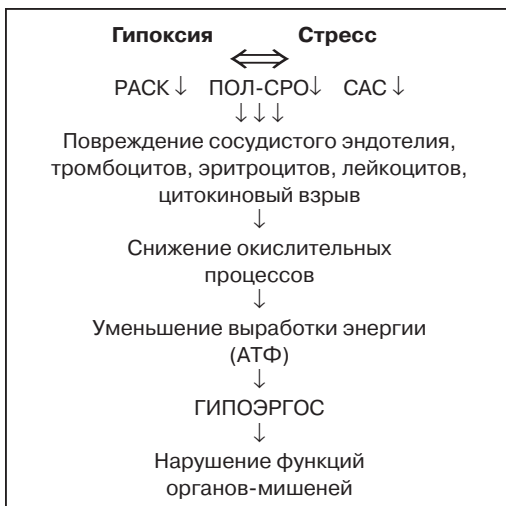 Гипоксия Стресс
⟺
РАСК↓ ПОЛ-СРО↓ САС↓
↓↓↓
Повреждение сосудистого эндотелия,
тромбоцитов, эритроцитов, лейкоцитов,
цитокиновый взрыв
↓
Снижение окислительных
процессов
↓
Уменьшение выработки энергии
(АТФ)
↓
ГИПОЭРГОС
↓
Нарушение функций
органов-мишеней